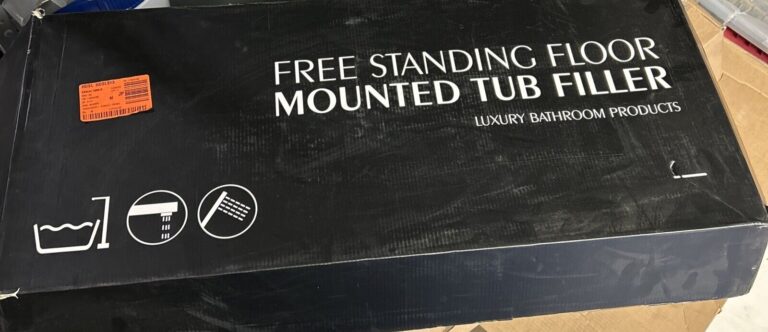 FREE STANDING FLOOR
MOUNTED TUB FILLER
LUXURY BATHROOM PRODUCTS